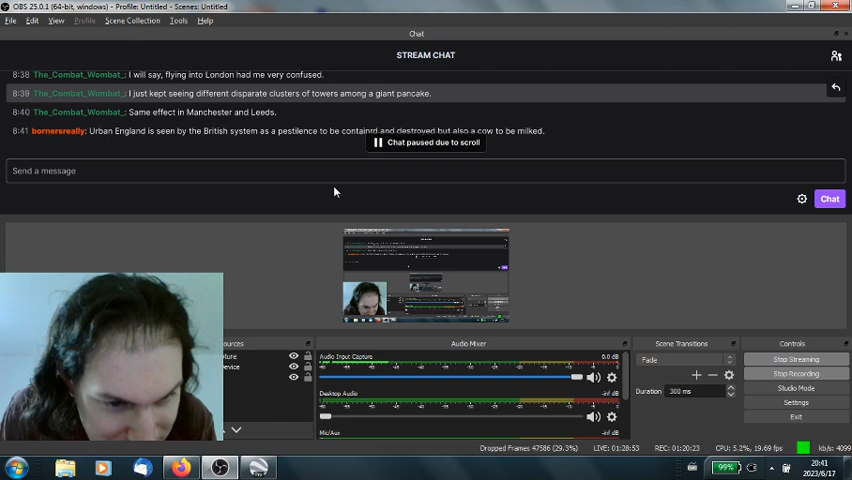 OBS 25.0.1 (64-bit, windows) - Profile: Untitled - Scenes: Untitled
File Edit View Profile Scene Collection Tools Help
Chat
STREAM CHAT
8:38 The_Combat_Wombat_: I will say, flying into London had me very confused.
8:39 The_Combat_Wombat_: I just kept seeing different disparate clusters of towers among a giant pancake.
8:40 The_Combat_Wombat_: Same effect in Manchester and Leeds.
8:41 bornersreally: Urban England is seen by the British system as a pestilence to be containrd and destroyed but also a cow to be milked.
Chat paused due to scroll
Send a message
Chat
ources Audio Mixer Scene Transitions Controls
Audio Input Capture 0.0 dB
Fade
Stop Streaming
Stop Recording
Desktop Audio -inf dB
Duration 300 ms
Studio Mode
Settings
Mic/Aux -inf dB
Exit
Dropped Frames 47586 (29.3%) LIVE: 01:28:53 REC: 01:20:23 CPU: 5.2%, 19.69 fps kb/s: 4099
99%
20:41
2023/6/17